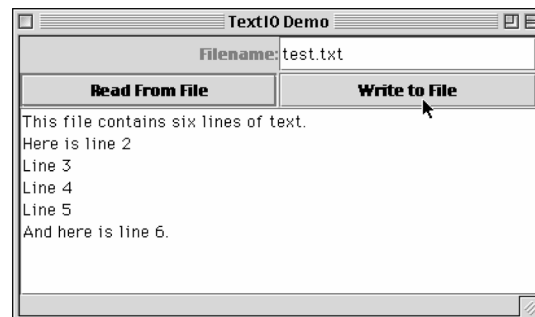 TextIO Demo
Filename: test.txt
Read From File Write to File
This file contains six lines of text.
Here is line 2
Line 3
Line 4
Line 5
And here is line 6.